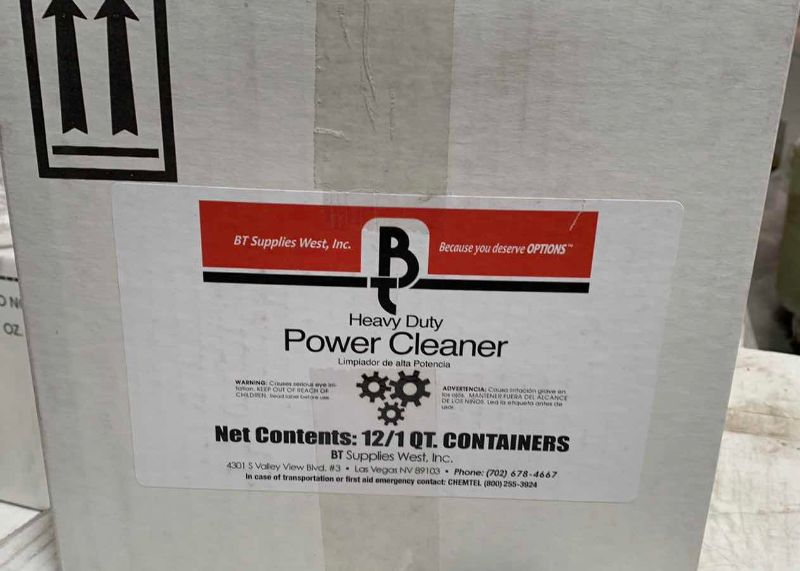 BT Supplies West, Inc.
Bt
Because you deserve OPTIONS™
Heavy Duty
Power Cleaner
Limpiador de alta Potencia
WARNING: Causes serious eye irri-
tation. KEEP OUT OF REACH OF
CHILDREN. Read label before use.
ADVERTENCIA: Causa irritación grave en
los ojos. MANTENER FUERA DEL ALCANCE
DE LOS NIÑOS. Lea la etiqueta antes de
usar.
Net Contents: 12/1 QT. CONTAINERS
BT Supplies West, Inc.
4301 S Valley View Blvd. #3 • Las Vegas NV 89103 • Phone: (702) 678-4667
In case of transportation or first aid emergency contact: CHEMTEL (800) 255-3924
OZ